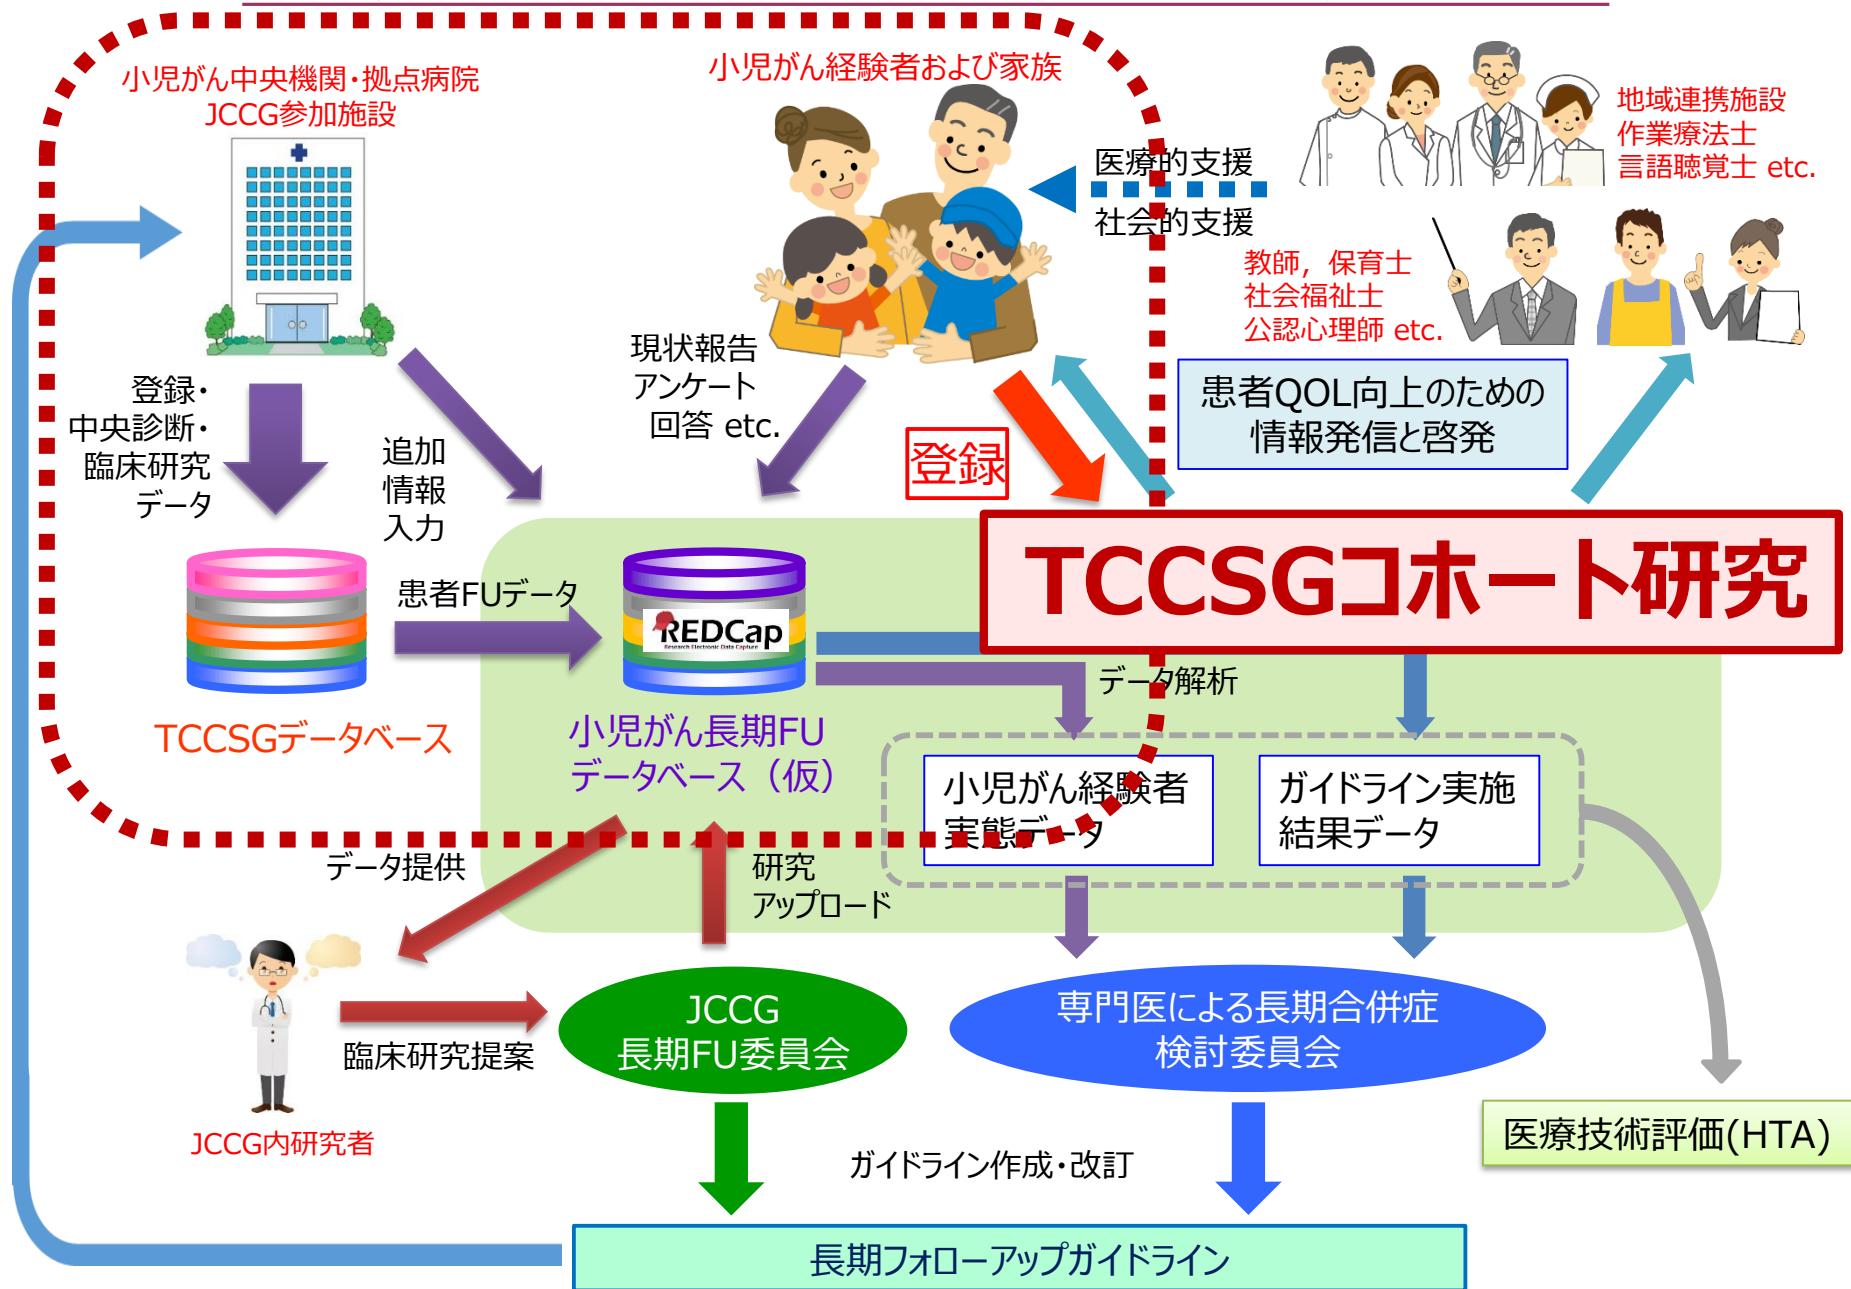 小児がん中央機関・拠点病院
JCCG参加施設
小児がん経験者および家族
地域連携施設
作業療法士
言語聴覚士 etc.
医療的支援
社会的支援
教師，保育士
社会福祉士
公認心理師 etc.
現状報告
アンケート
回答 etc.
登録・
中央診断・
臨床研究
データ
追加
情報
入力
登録
患者QOL向上のための
情報発信と啓発
TCCSGコホート研究
患者FUデータ
REDCap
Research Electronic Data Capture
データ解析
TCCSGデータベース
小児がん長期FU
データベース（仮）
小児がん経験者
実態データ
ガイドライン実施
結果データ
データ提供
研究
アップロード
JCCG
長期FU委員会
専門医による長期合併症
検討委員会
臨床研究提案
JCCG内研究者
医療技術評価(HTA)
ガイドライン作成・改訂
長期フォローアップガイドライン